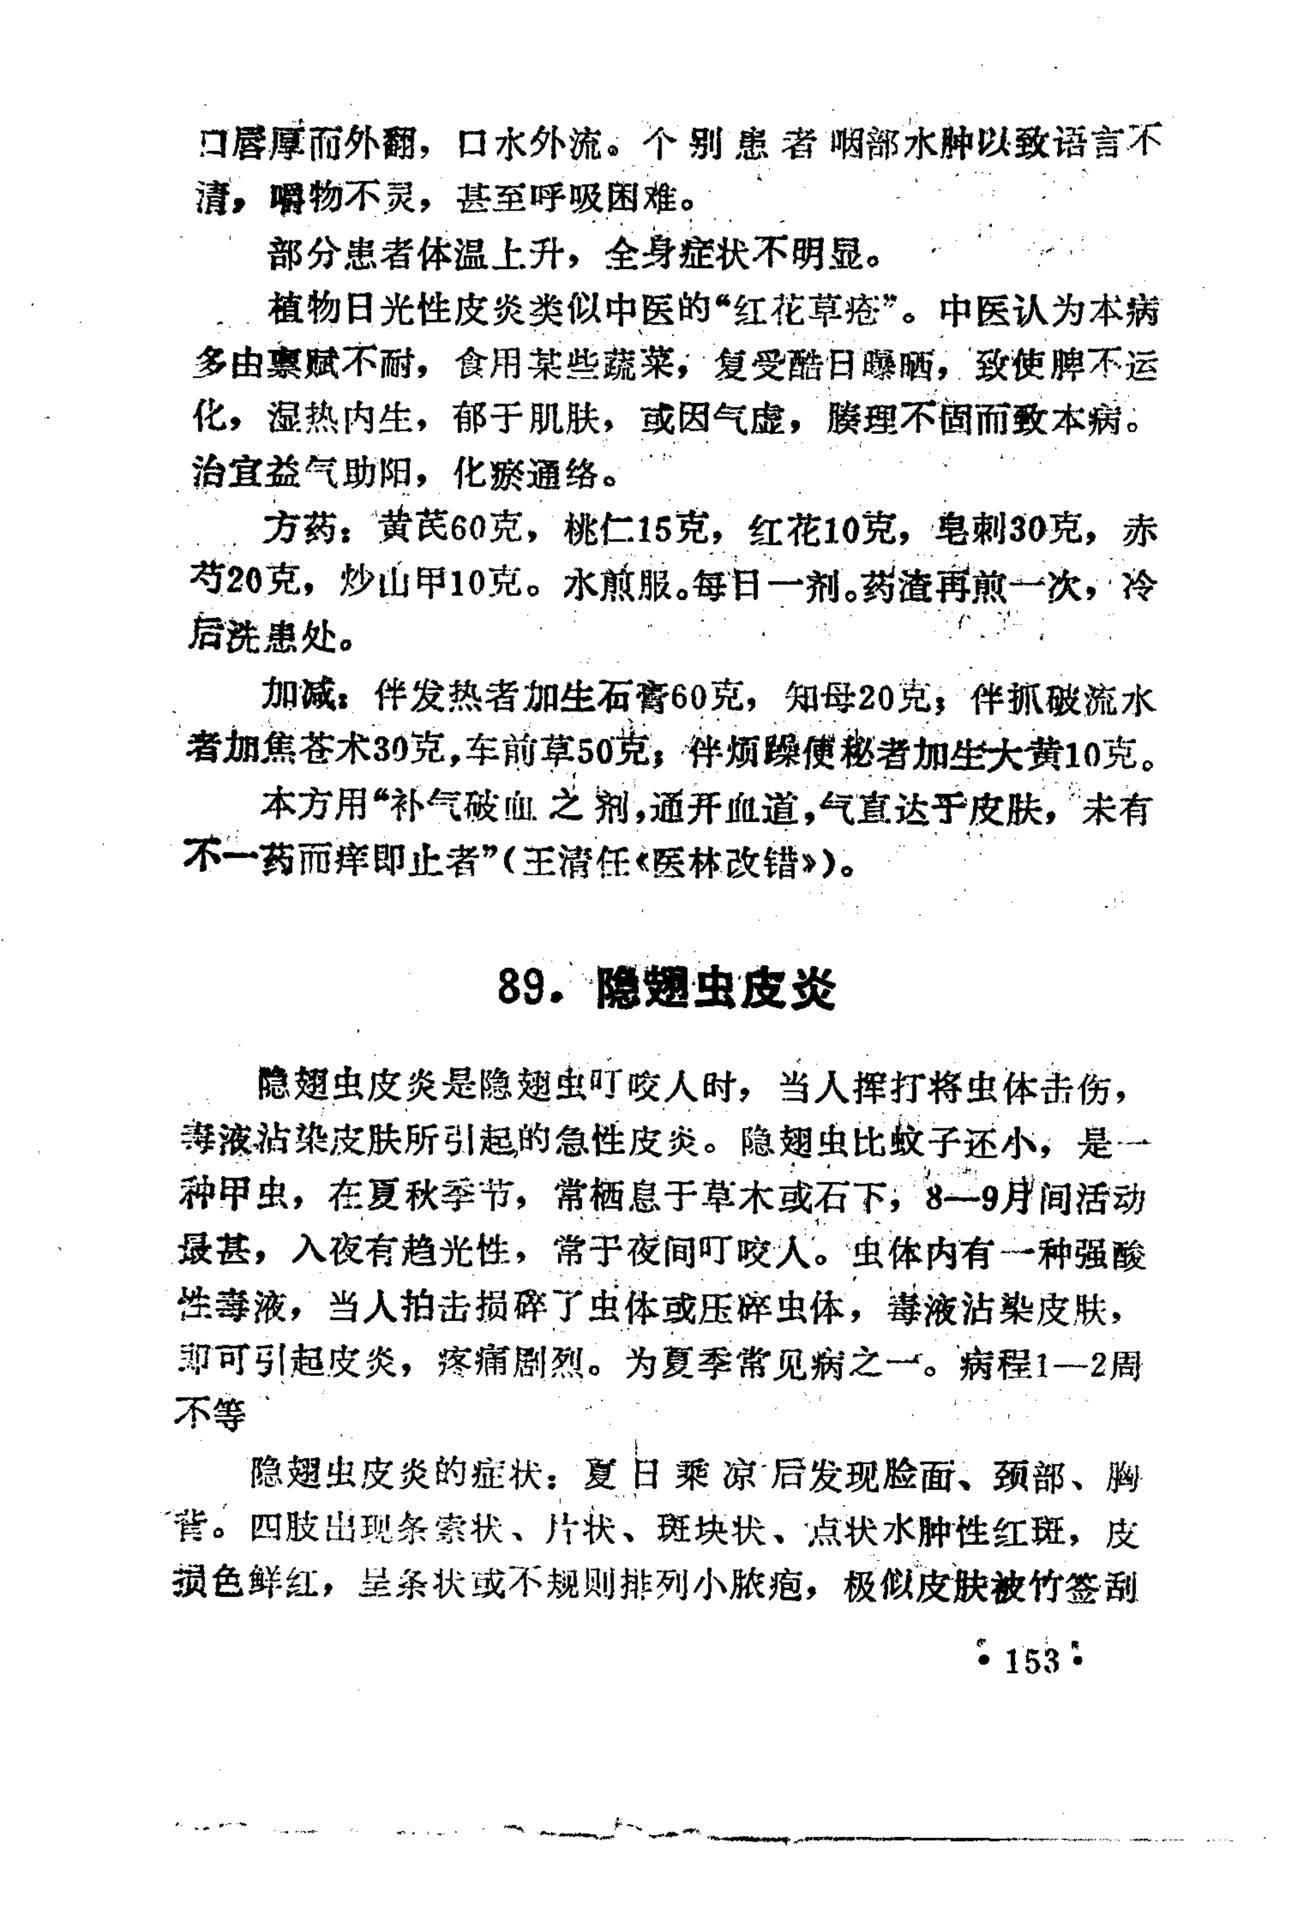 口唇厚而外翻，口水外流。个别患者咽部水肿以致语言不
清，嚼物不灵，甚至呼吸困难。
部分患者体温上升，全身症状不明显。
植物日光性皮炎类似中医的“红花草疮”。中医认为本病
多由禀赋不耐，食用某些蔬菜，复受酷日曝晒，致使脾不运
化，湿热内生，郁于肌肤，或因气虚，腠理不固而致本病。
治宜益气助阳，化瘀通络。
方药：黄芪60克，桃仁15克，红花10克，皂刺30克，赤
芍20克，炒山甲10克。水煎服。每日一剂。药渣再煎一次，冷
后洗患处。
加减：伴发热者加生石膏60克，知母20克；伴抓破流水
者加焦苍术30克，车前草50克；伴烦躁便秘者加生大黄10克。
本方用“补气破血之剂，通开血道，气直达乎皮肤，未有
不一药而痒即止者”（王清任《医林改错》）。
89．隐翅虫皮炎
隐翅虫皮炎是隐翅虫叮咬人时，当人挥打将虫体击伤，
毒液沾染皮肤所引起的急性皮炎。隐翅虫比蚊子还小，是一
种甲虫，在夏秋季节，常栖息于草木或石下，8—9月间活动
最甚，入夜有趋光性，常于夜间叮咬人。虫体内有一种强酸
性毒液，当人拍击损碎了虫体或压碎虫体，毒液沾染皮肤，
即可引起皮炎，疼痛剧烈。为夏季常见病之一。病程1—2周
不等
隐翅虫皮炎的症状：夏日乘凉后发现脸面、颈部、胸
背。四肢出现条索状、片状、斑块状、点状水肿性红斑，皮
损色鲜红，呈条状或不规则排列小脓疱，极似皮肤被竹签刮
• 153 •